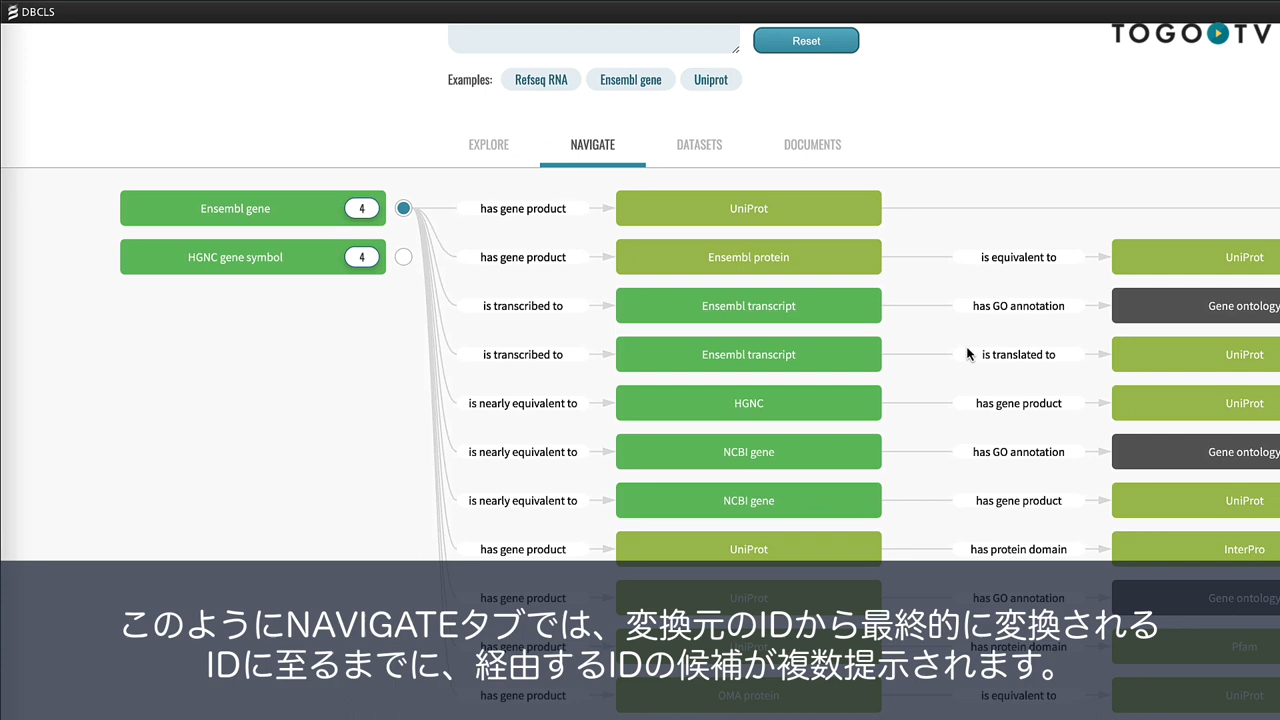 DBCLS
TOGO TV
Reset
Examples: Refseq RNA Ensembl gene Uniprot
EXPLORE NAVIGATE DATASETS DOCUMENTS
Ensembl gene 4 has gene product UniProt
HGNC gene symbol 4 has gene product Ensembl protein is equivalent to UniProt
is transcribed to Ensembl transcript has GO annotation Gene ontology
is transcribed to Ensembl transcript is translated to UniProt
is nearly equivalent to HGNC has gene product UniProt
is nearly equivalent to NCBI gene has GO annotation Gene ontology
is nearly equivalent to NCBI gene has gene product UniProt
has gene product UniProt has protein domain InterPro
has gene product UniProt has GO annotation Gene ontology
has gene product UniProt has protein domain Pfam
has gene product OMA protein is equivalent to UniProt
このようにNAVIGATEタブでは、変換元のIDから最終的に変換される
IDに至るまでに、経由するIDの候補が複数提示されます。